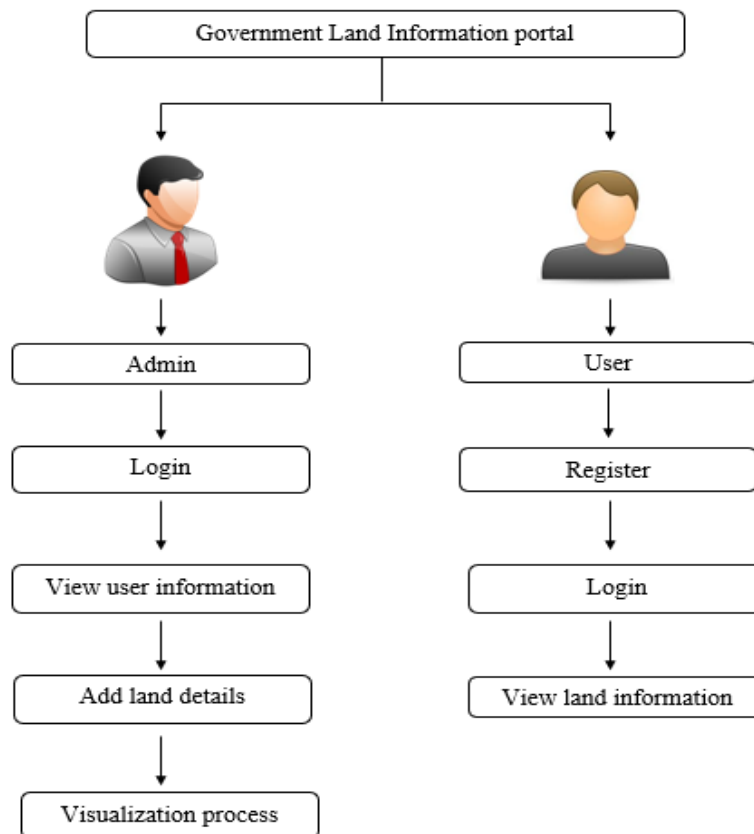 Government Land Information portal
Admin
Login
View user information
Add land details
Visualization process
User
Register
Login
View land information